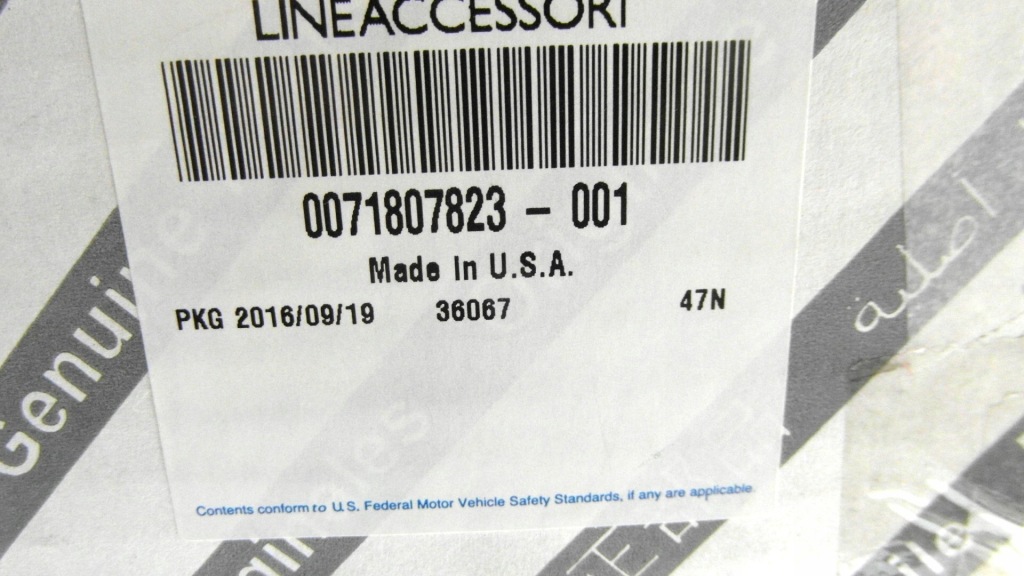 LINEACCESSORI
0071807823 - 001
Made In U.S.A.
PKG 2016/09/19 36067 47N
Contents conform to U.S. Federal Motor Vehicle Safety Standards, if any are applicable.
Genuine